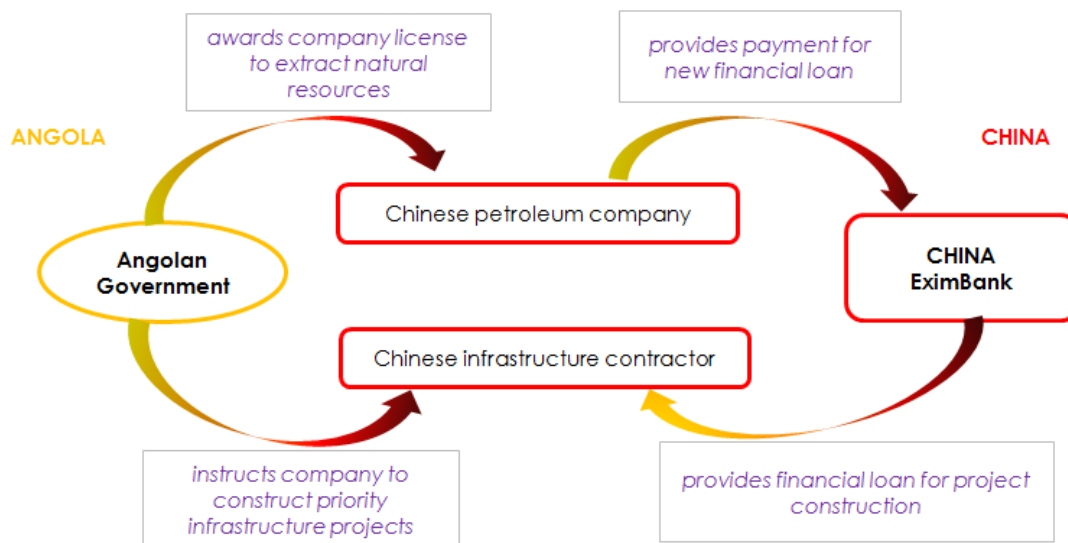 awards company license
to extract natural
resources
provides payment for
new financial loan
ANGOLA
CHINA
Chinese petroleum company
Angolan
Government
CHINA
EximBank
Chinese infrastructure contractor
instructs company to
construct priority
infrastructure projects
provides financial loan for project
construction